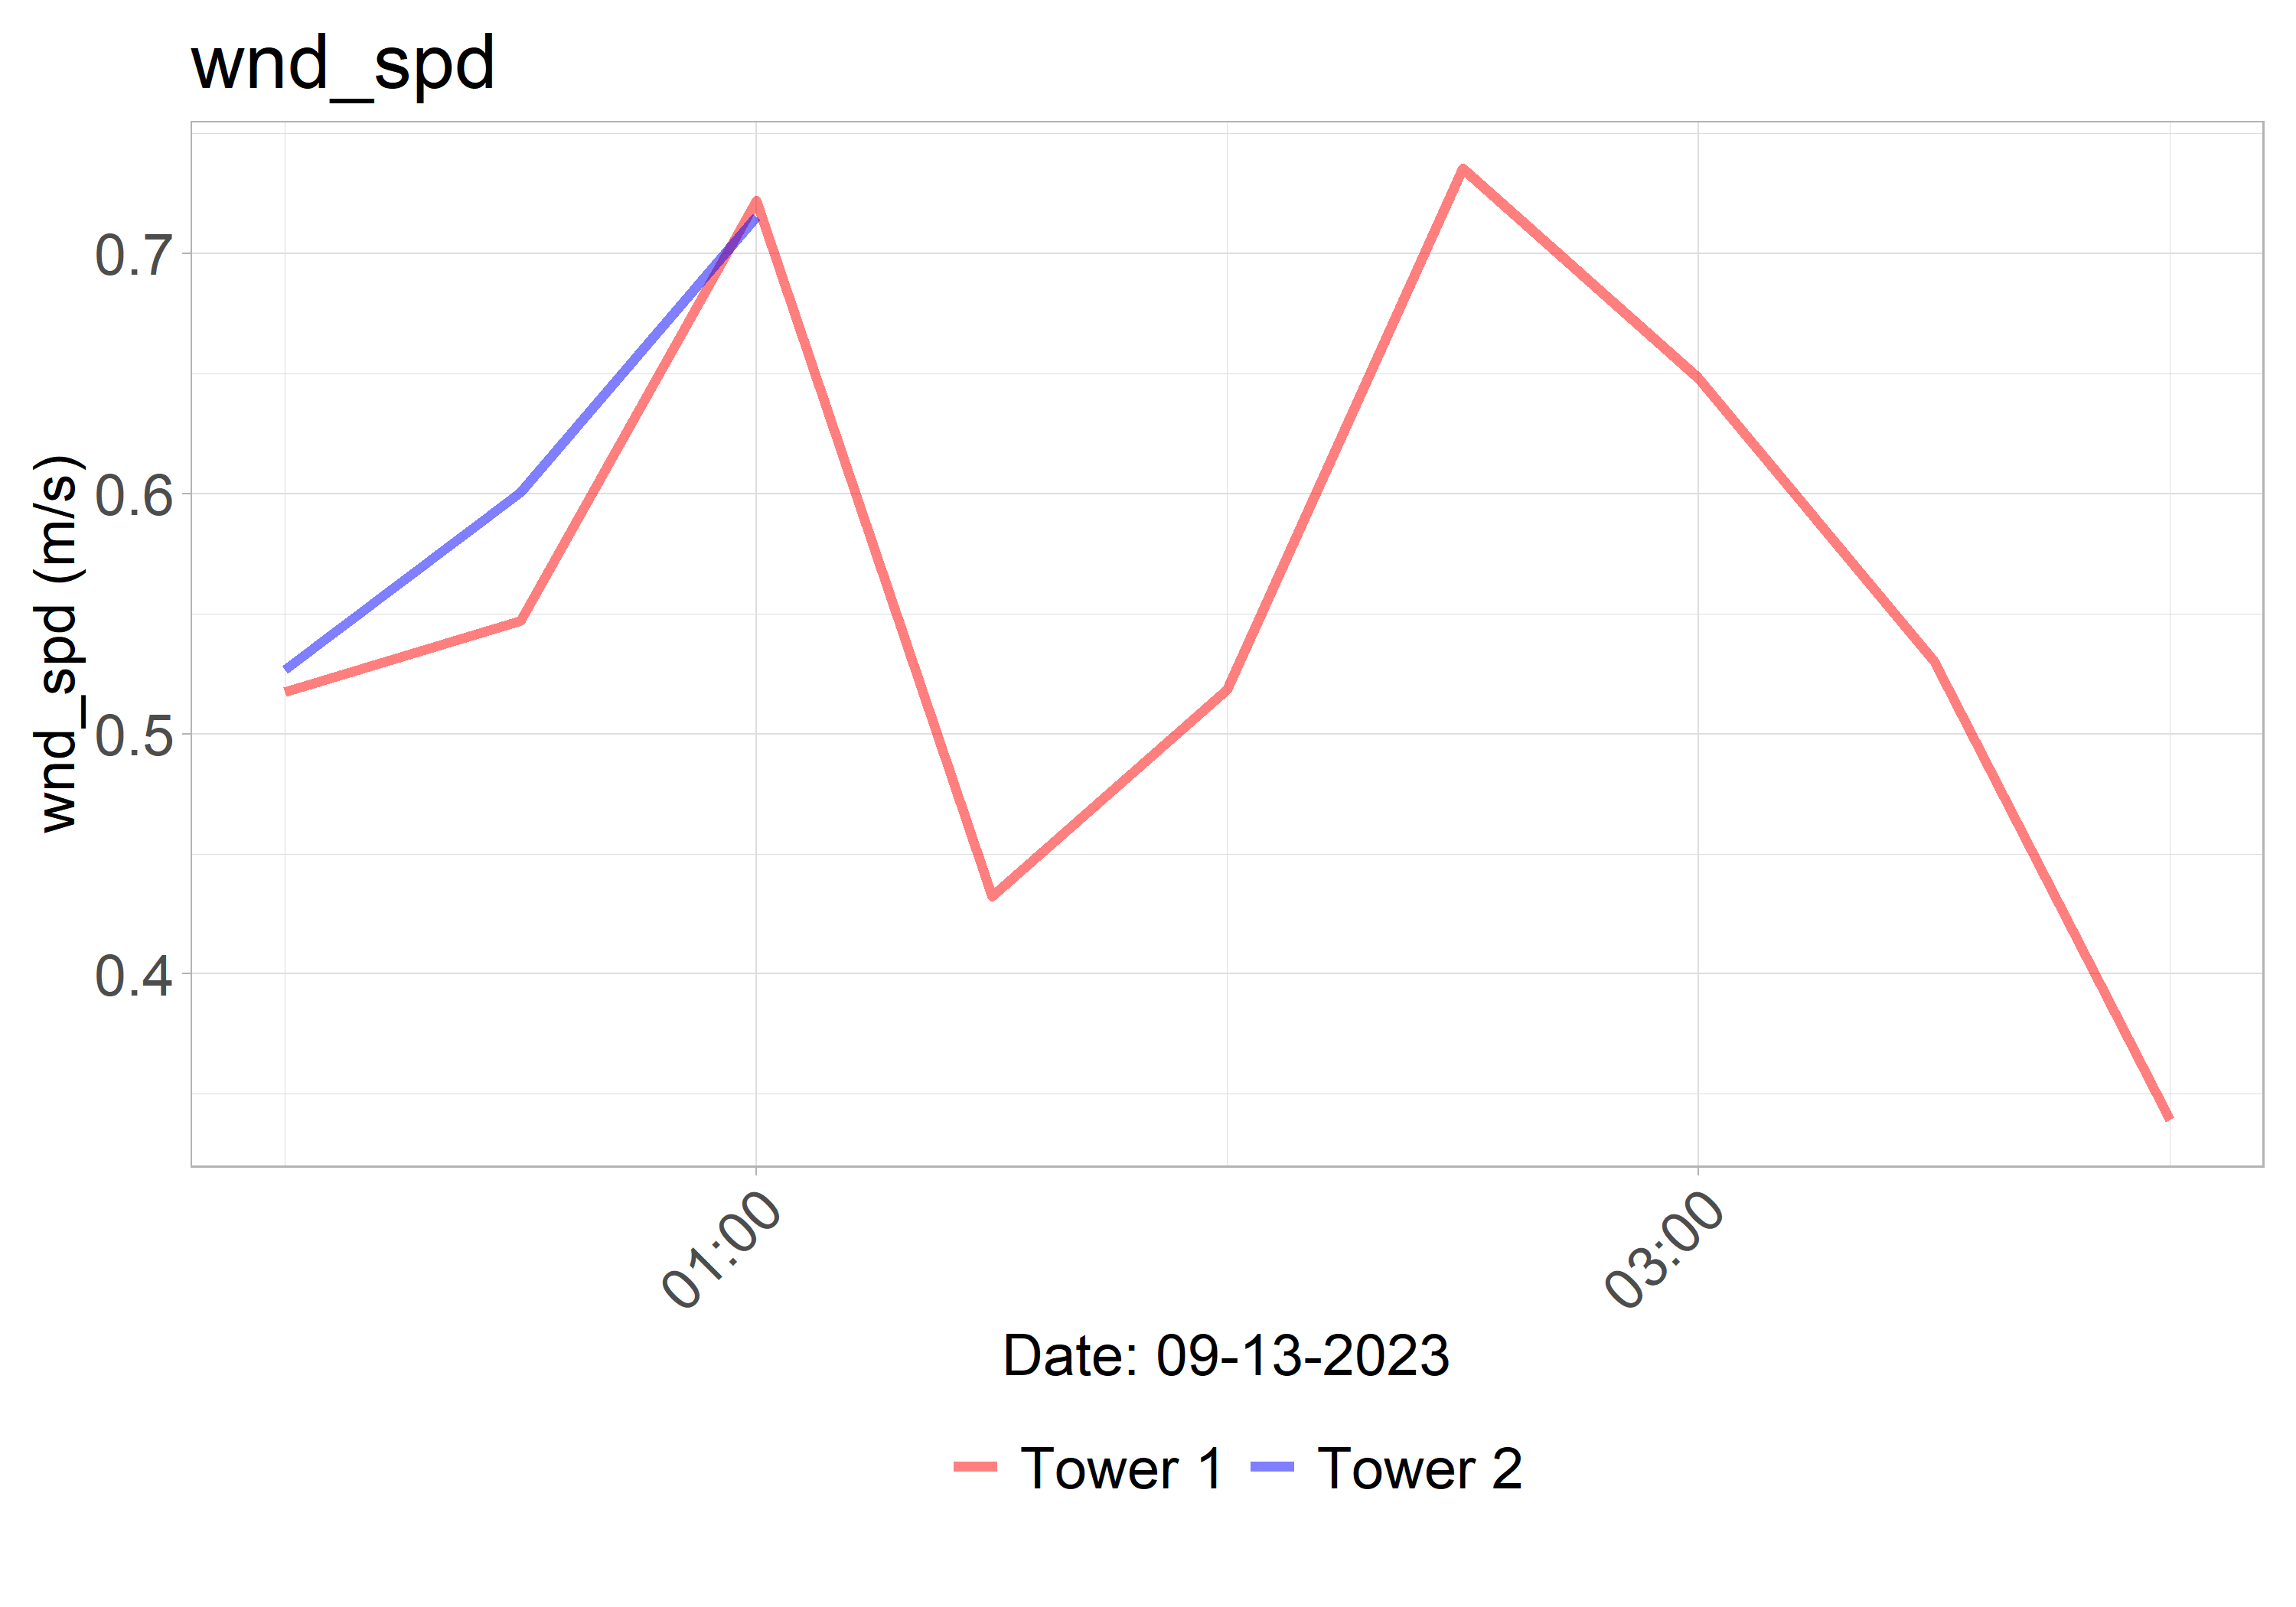 wnd_spd
wnd_spd (m/s)
0.7
0.6
0.5
0.4
01:00
03:00
Date: 09-13-2023
Tower 1
Tower 2